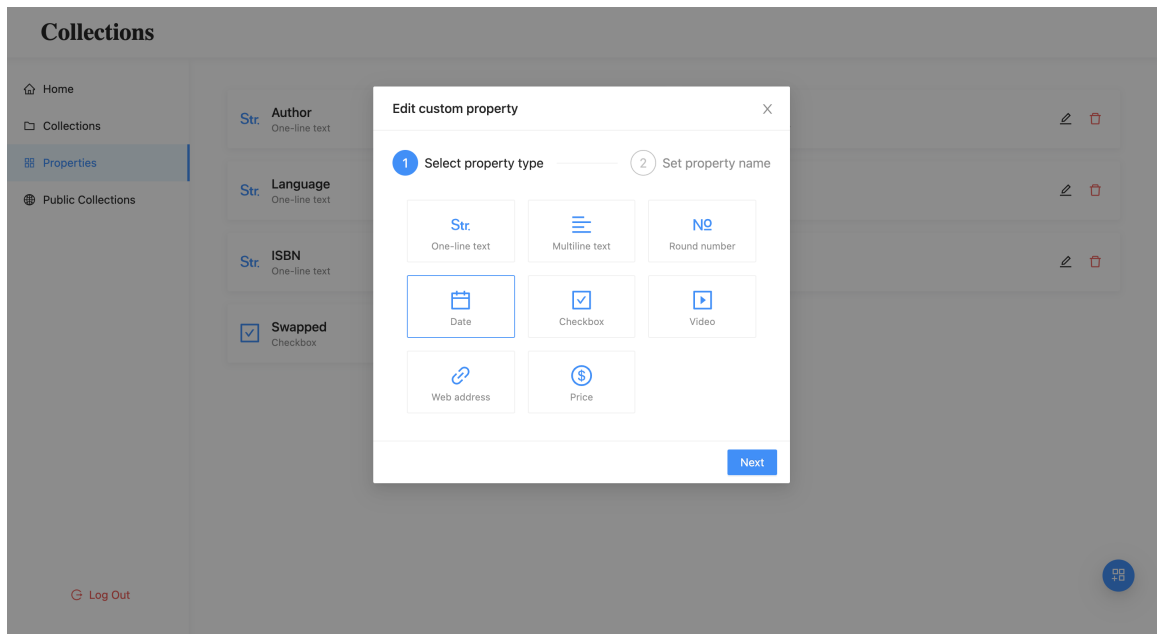 Collections
Home
Collections
Properties
Public Collections
Log Out
Str.
Author
One-line text
Str.
Language
One-line text
Str.
ISBN
One-line text
Swapped
Checkbox
Edit custom property
1 Select property type
2 Set property name
Str.
One-line text
Multiline text
№
Round number
Date
Checkbox
Video
Web address
$
Price
Next